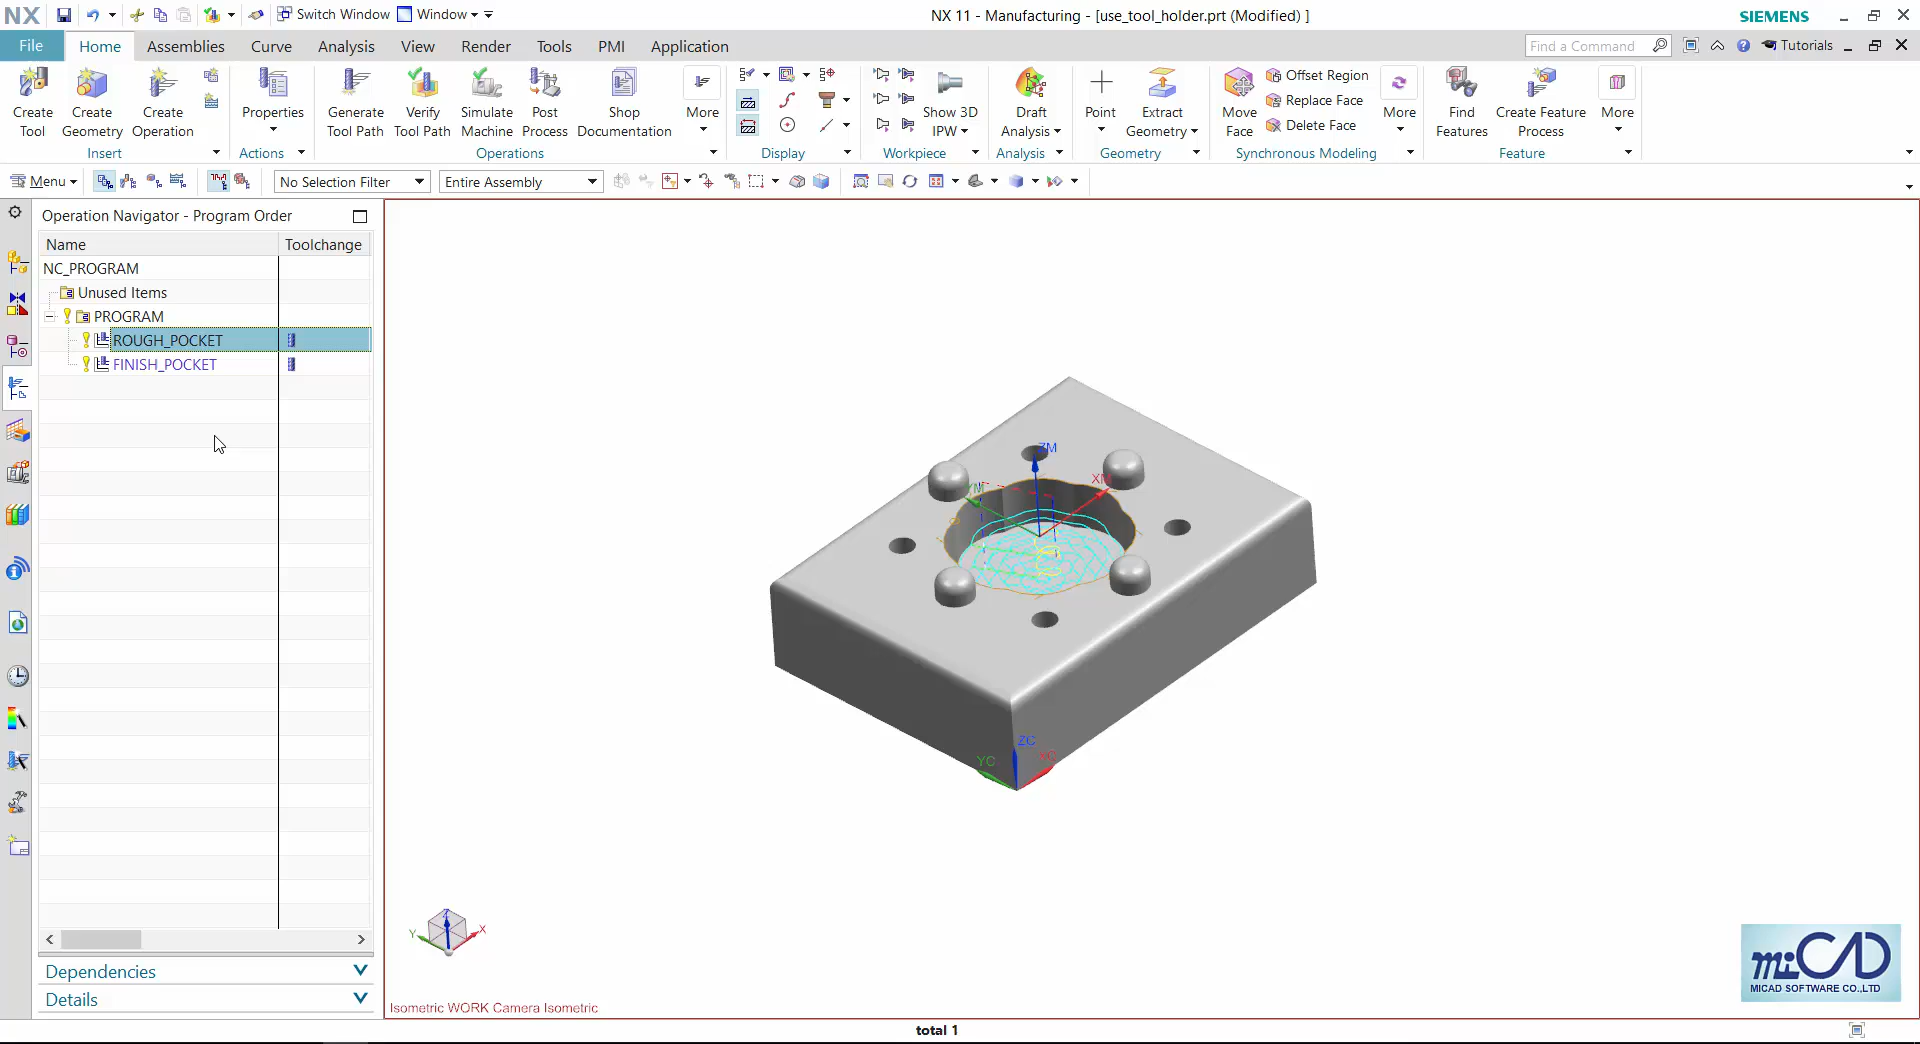 NX
Switch Window
Window
NX 11 - Manufacturing - [use_tool_holder.prt (Modified) ]
SIEMENS
File
Home
Assemblies
Curve
Analysis
View
Render
Tools
PMI
Application
Find a Command
Tutorials
Create Tool
Create Geometry
Create Operation
Insert
Properties
Actions
Generate Tool Path
Verify Tool Path
Simulate Machine
Post Process
Shop Documentation
More
Operations
Display
Show 3D IPW
Workpiece
Draft Analysis
Analysis
Point
Extract Geometry
Geometry
Move Face
Offset Region
Replace Face
Delete Face
More
Synchronous Modeling
Find Features
Create Feature Process
More
Feature
Menu
No Selection Filter
Entire Assembly
Operation Navigator - Program Order
Name
Toolchange
NC_PROGRAM
Unused Items
PROGRAM
ROUGH_POCKET
FINISH_POCKET
Dependencies
Details
ZM
XM
YM
ZC
YC
XC
Z
Y
X
Isometric WORK Camera Isometric
miCAD
MICAD SOFTWARE CO.,LTD
total 1